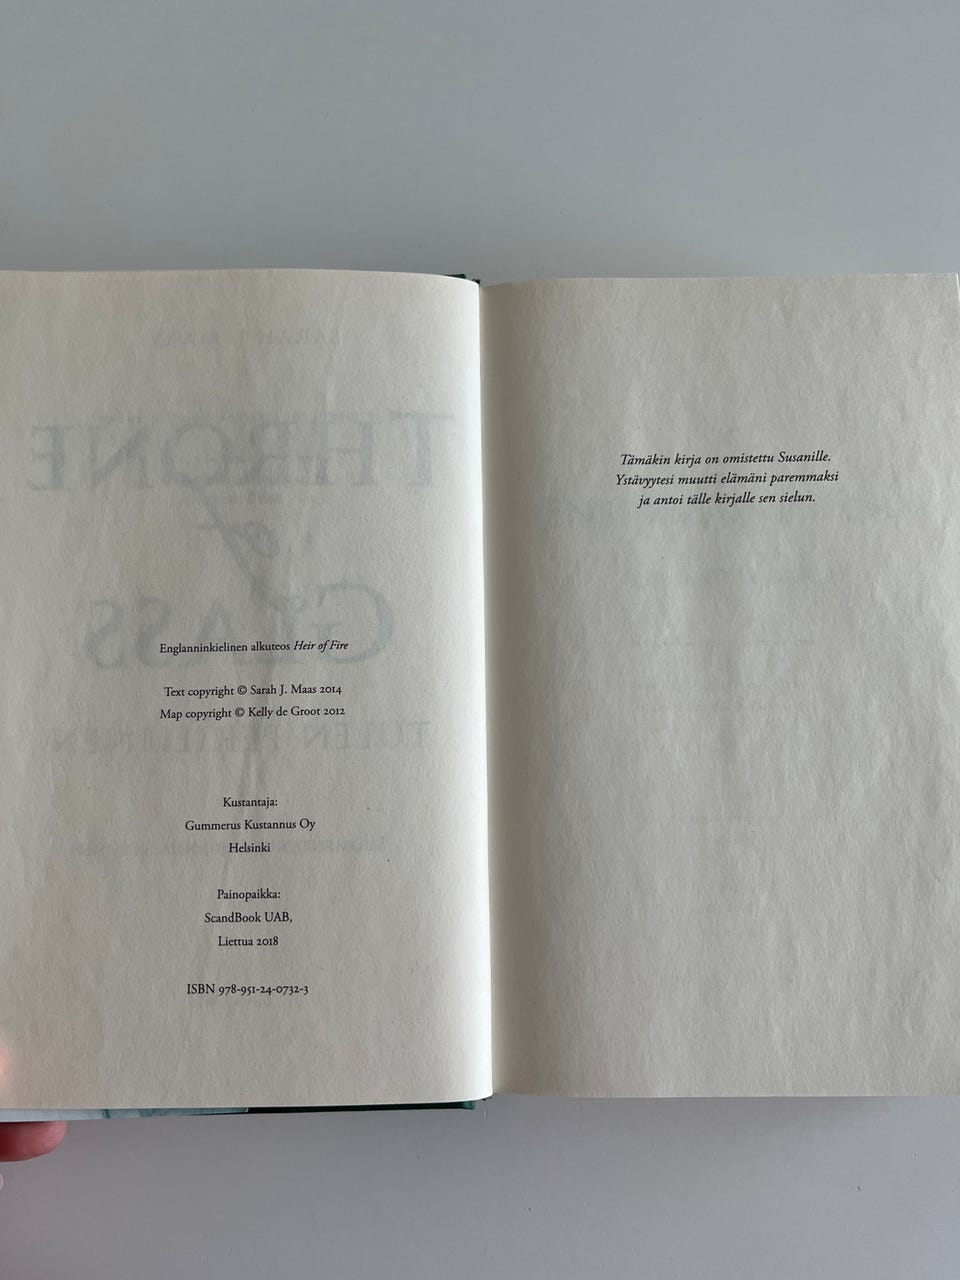 Englanninkielinen alkuteos Heir of Fire
Text copyright © Sarah J. Maas 2014
Map copyright © Kelly de Groot 2012
Kustantaja:
Gummerus Kustannus Oy
Helsinki
Painopaikka:
ScandBook UAB,
Liettua 2018
ISBN 978-951-24-0732-3
Tämäkin kirja on omistettu Susanille.
Ystävyytesi muutti elämäni paremmaksi
ja antoi tälle kirjalle sen sielun.